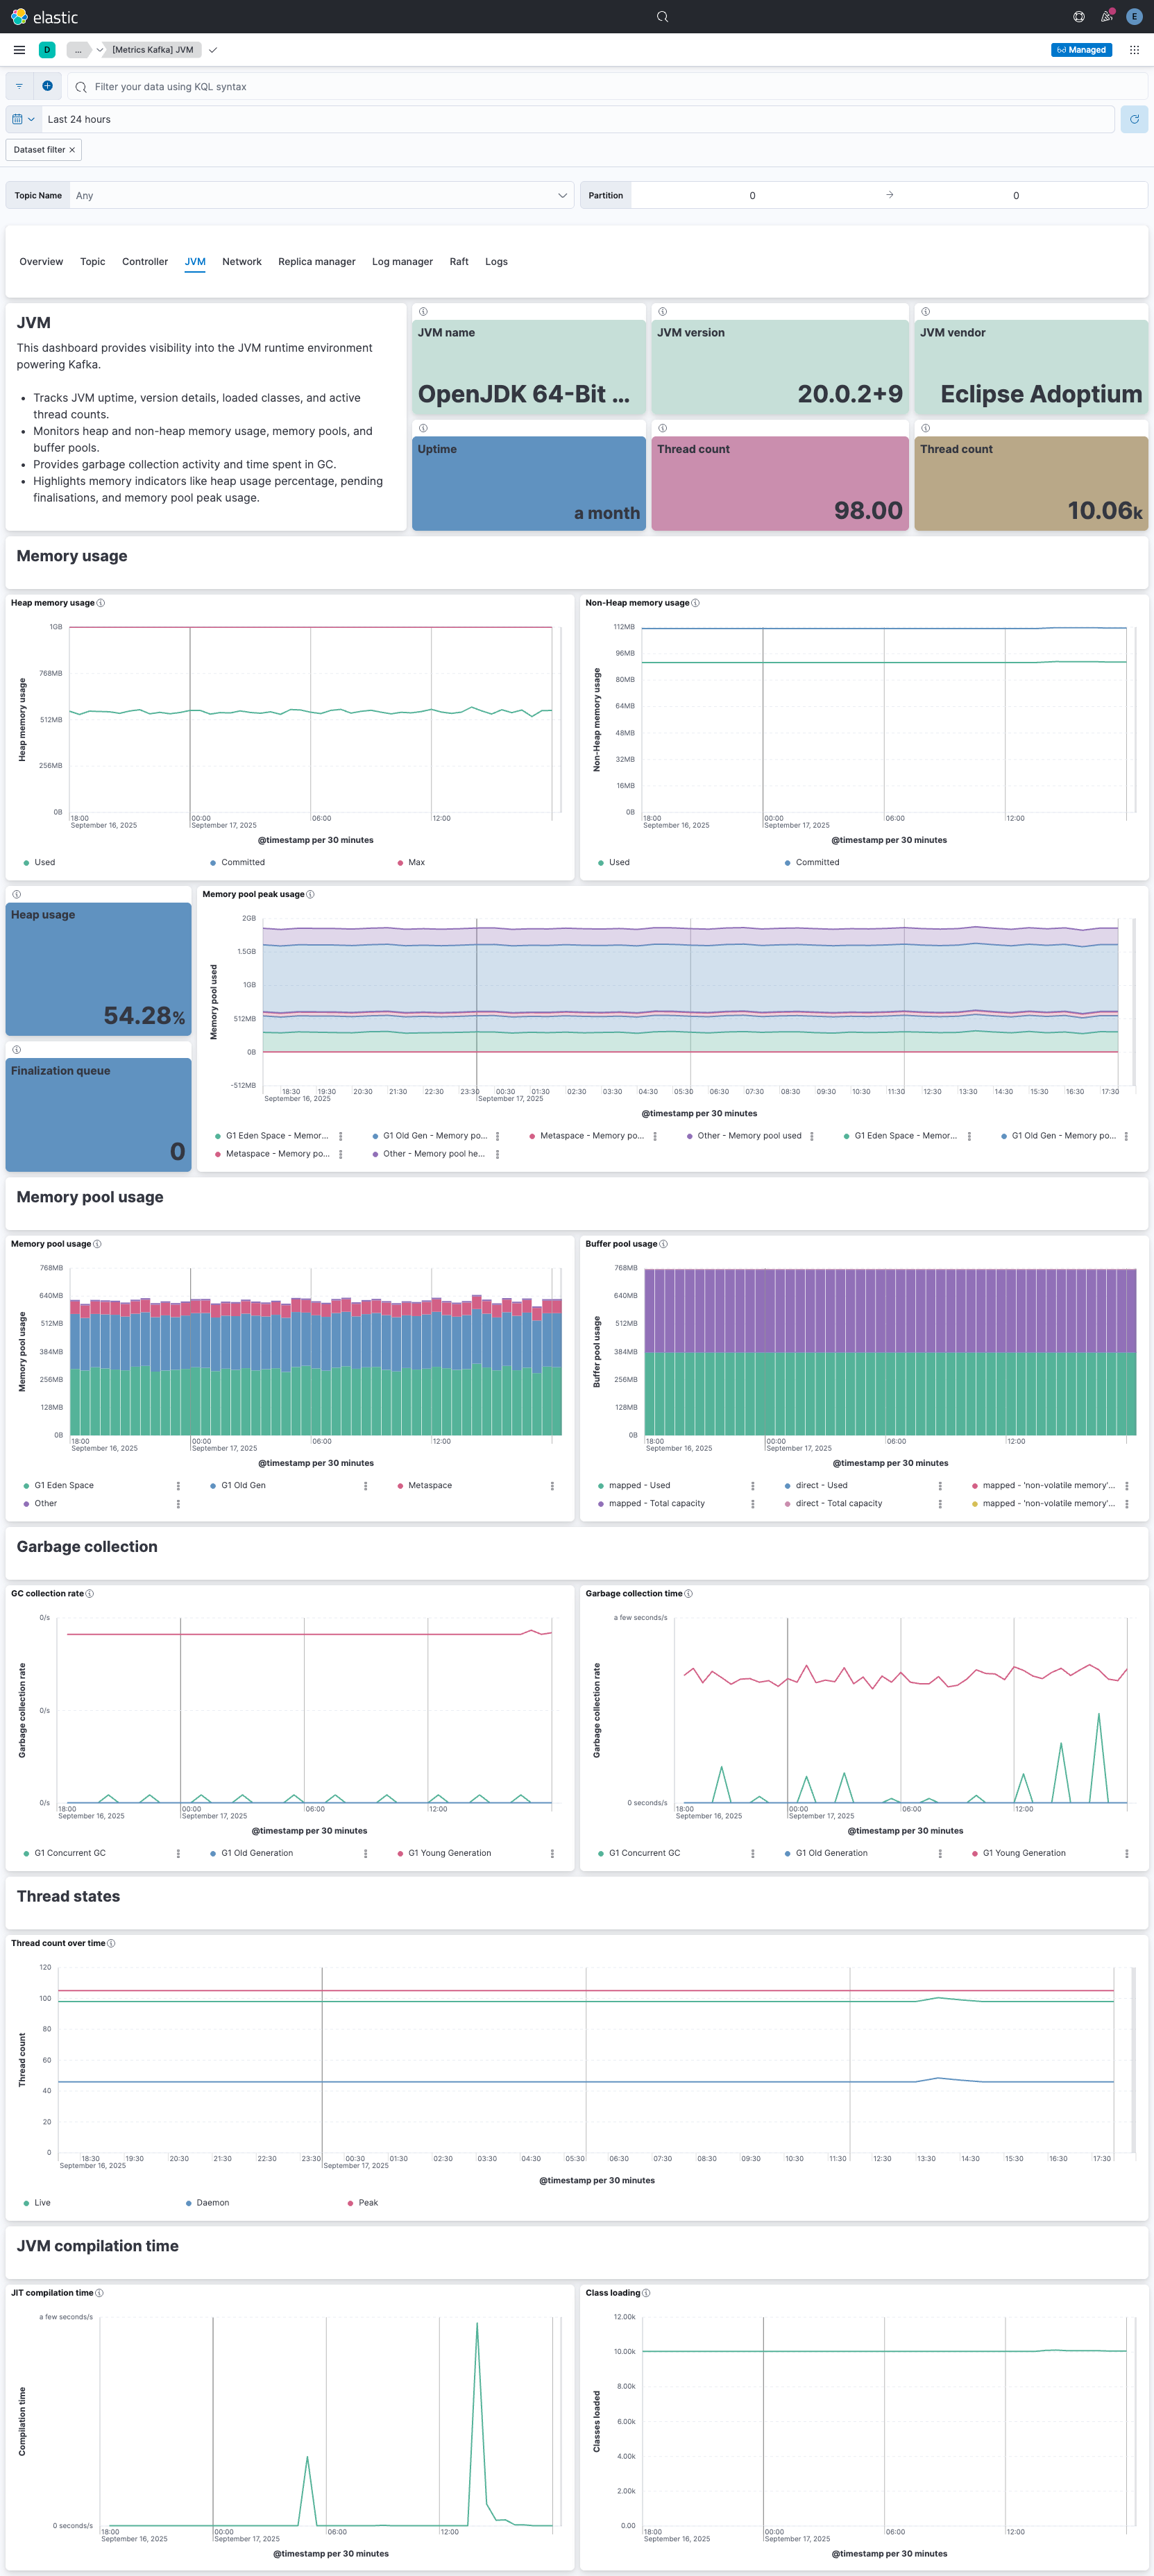 elastic
E
D
...
[Metrics Kafka] JVM
Managed
Filter your data using KQL syntax
Last 24 hours
Dataset filter
Topic Name Any
Partition 0 → 0
Overview Topic Controller JVM Network Replica manager Log manager Raft Logs
JVM
This dashboard provides visibility into the JVM runtime environment
powering Kafka.
• Tracks JVM uptime, version details, loaded classes, and active
thread counts.
• Monitors heap and non-heap memory usage, memory pools, and
buffer pools.
• Provides garbage collection activity and time spent in GC.
• Highlights memory indicators like heap usage percentage, pending
finalisations, and memory pool peak usage.
JVM name
OpenJDK 64-Bit ...
JVM version
20.0.2+9
JVM vendor
Eclipse Adoptium
Uptime
a month
Thread count
98.00
Thread count
10.06k
Memory usage
Heap memory usage
Heap memory usage
1GB
768MB
512MB
256MB
0B
18:00 00:00 06:00 12:00
September 16, 2025 September 17, 2025
@timestamp per 30 minutes
Used Committed Max
Non-Heap memory usage
Non-Heap memory usage
112MB
96MB
80MB
64MB
48MB
32MB
16MB
0B
18:00 00:00 06:00 12:00
September 16, 2025 September 17, 2025
@timestamp per 30 minutes
Used Committed
Heap usage
54.28%
Finalization queue
0
Memory pool peak usage
Memory pool used
2GB
1.5GB
1GB
512MB
0B
-512MB
18:30 19:30 20:30 21:30 22:30 23:30 00:30 01:30 02:30 03:30 04:30 05:30 06:30 07:30 08:30 09:30 10:30 11:30 12:30 13:30 14:30 15:30 16:30 17:30
September 16, 2025 September 17, 2025
@timestamp per 30 minutes
G1 Eden Space - Memor... G1 Old Gen - Memory po... Metaspace - Memory po... Other - Memory pool used G1 Eden Space - Memor... G1 Old Gen - Memory po...
Metaspace - Memory po... Other - Memory pool he...
Memory pool usage
Memory pool usage
Memory pool usage
768MB
640MB
512MB
384MB
256MB
128MB
0B
18:00 00:00 06:00 12:00
September 16, 2025 September 17, 2025
@timestamp per 30 minutes
G1 Eden Space G1 Old Gen Metaspace
Other
Buffer pool usage
Buffer pool usage
768MB
640MB
512MB
384MB
256MB
128MB
0B
18:00 00:00 06:00 12:00
September 16, 2025 September 17, 2025
@timestamp per 30 minutes
mapped - Used direct - Used mapped - 'non-volatile memory'...
mapped - Total capacity direct - Total capacity mapped - 'non-volatile memory'...
Garbage collection
GC collection rate
Garbage collection rate
0/s
0/s
0/s
18:00 00:00 06:00 12:00
September 16, 2025 September 17, 2025
@timestamp per 30 minutes
G1 Concurrent GC G1 Old Generation G1 Young Generation
Garbage collection time
Garbage collection rate
a few seconds/s
0 seconds/s
18:00 00:00 06:00 12:00
September 16, 2025 September 17, 2025
@timestamp per 30 minutes
G1 Concurrent GC G1 Old Generation G1 Young Generation
Thread states
Thread count over time
Thread count
120
100
80
60
40
20
0
18:30 19:30 20:30 21:30 22:30 23:30 00:30 01:30 02:30 03:30 04:30 05:30 06:30 07:30 08:30 09:30 10:30 11:30 12:30 13:30 14:30 15:30 16:30 17:30
September 16, 2025 September 17, 2025
@timestamp per 30 minutes
Live Daemon Peak
JVM compilation time
JIT compilation time
Compilation time
a few seconds/s
0 seconds/s
18:00 00:00 06:00 12:00
September 16, 2025 September 17, 2025
@timestamp per 30 minutes
Class loading
Classes loaded
12.00k
10.00k
8.00k
6.00k
4.00k
2.00k
0.00
18:00 00:00 06:00 12:00
September 16, 2025 September 17, 2025
@timestamp per 30 minutes